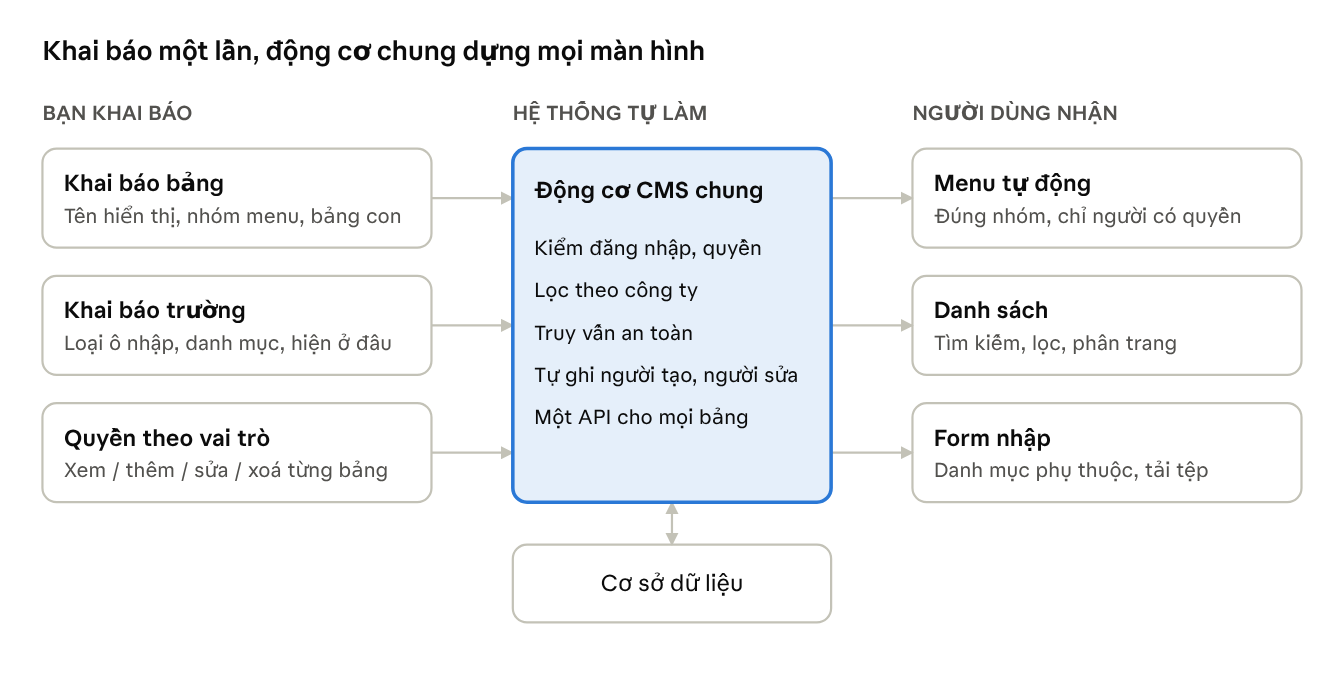 Khai báo một lần, động cơ chung dựng mọi màn hình
BẠN KHAI BÁO
Khai báo bảng
Tên hiển thị, nhóm menu, bảng con
Khai báo trường
Loại ô nhập, danh mục, hiện ở đâu
Quyền theo vai trò
Xem / thêm / sửa / xoá từng bảng
HỆ THỐNG TỰ LÀM
Động cơ CMS chung
Kiểm đăng nhập, quyền
Lọc theo công ty
Truy vấn an toàn
Tự ghi người tạo, người sửa
Một API cho mọi bảng
Cơ sở dữ liệu
NGƯỜI DÙNG NHẬN
Menu tự động
Đúng nhóm, chỉ người có quyền
Danh sách
Tìm kiếm, lọc, phân trang
Form nhập
Danh mục phụ thuộc, tải tệp